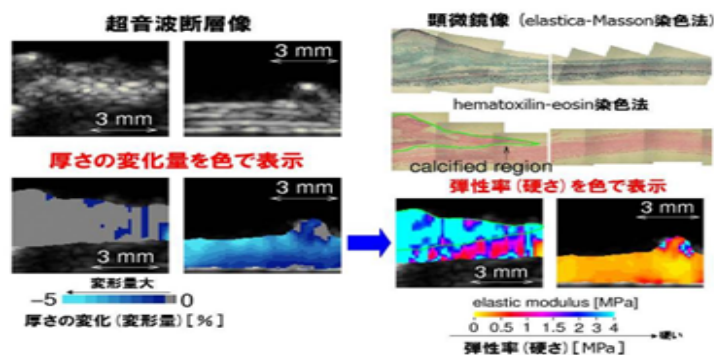 超音波断層像
3 mm
3 mm
厚さの変化量を色で表示
3 mm
3 mm
変形量大
-5 0
厚さの変化(変形量)[%]
顕微鏡像 (elastica-Masson染色法)
hematoxilin-eosin染色法
calcified region
弾性率(硬さ)を色で表示
3 mm
3 mm
elastic modulus [MPa]
0 0.5 1 1.5 2 3 4
硬い
弾性率(硬さ)[MPa]